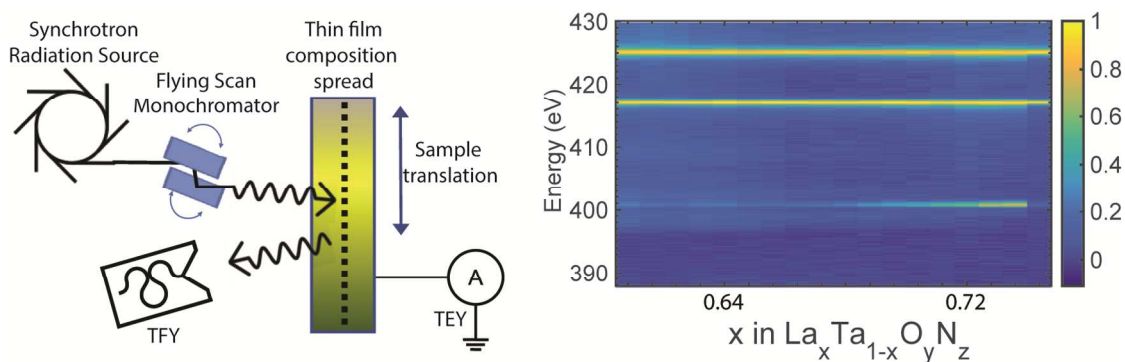 Synchrotron
Radiation Source
Flying Scan
Monochromator
Thin film
composition
spread
Sample
translation
TFY
TEY
A
Energy (eV)
430
420
410
400
390
0.64
0.72
x in LaₓTa₁₋ₓOᵧN_z
1
0.8
0.6
0.4
0.2
0